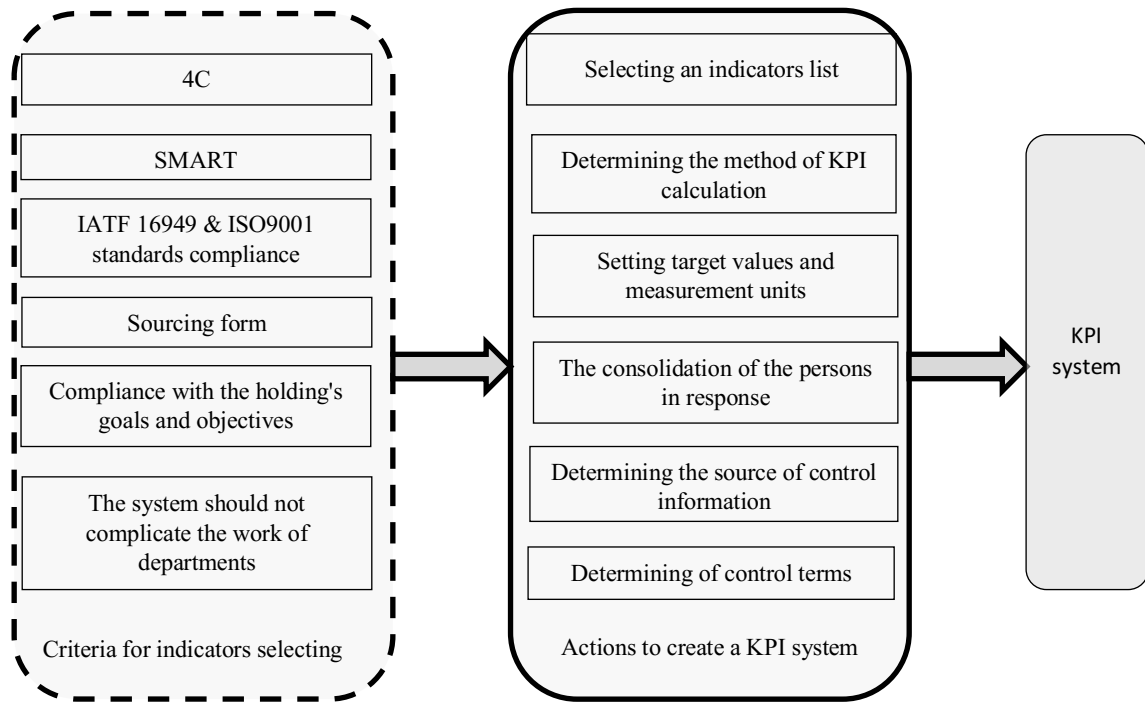 4C
SMART
IATF 16949 & ISO9001
standards compliance
Sourcing form
Compliance with the holding's
goals and objectives
The system should not
complicate the work of
departments
Criteria for indicators selecting
Selecting an indicators list
Determining the method of KPI
calculation
Setting target values and
measurement units
The consolidation of the persons
in response
Determining the source of control
information
Determining of control terms
Actions to create a KPI system
KPI
system